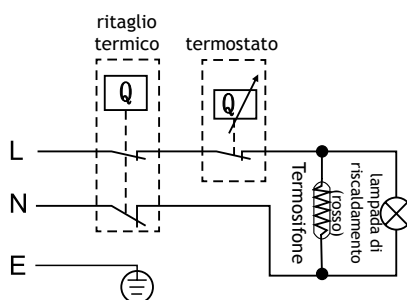 ritaglio
termico
termostato
Q
Q
L
N
E
Termosifone
(rosso)
riscaldamento
lampada di